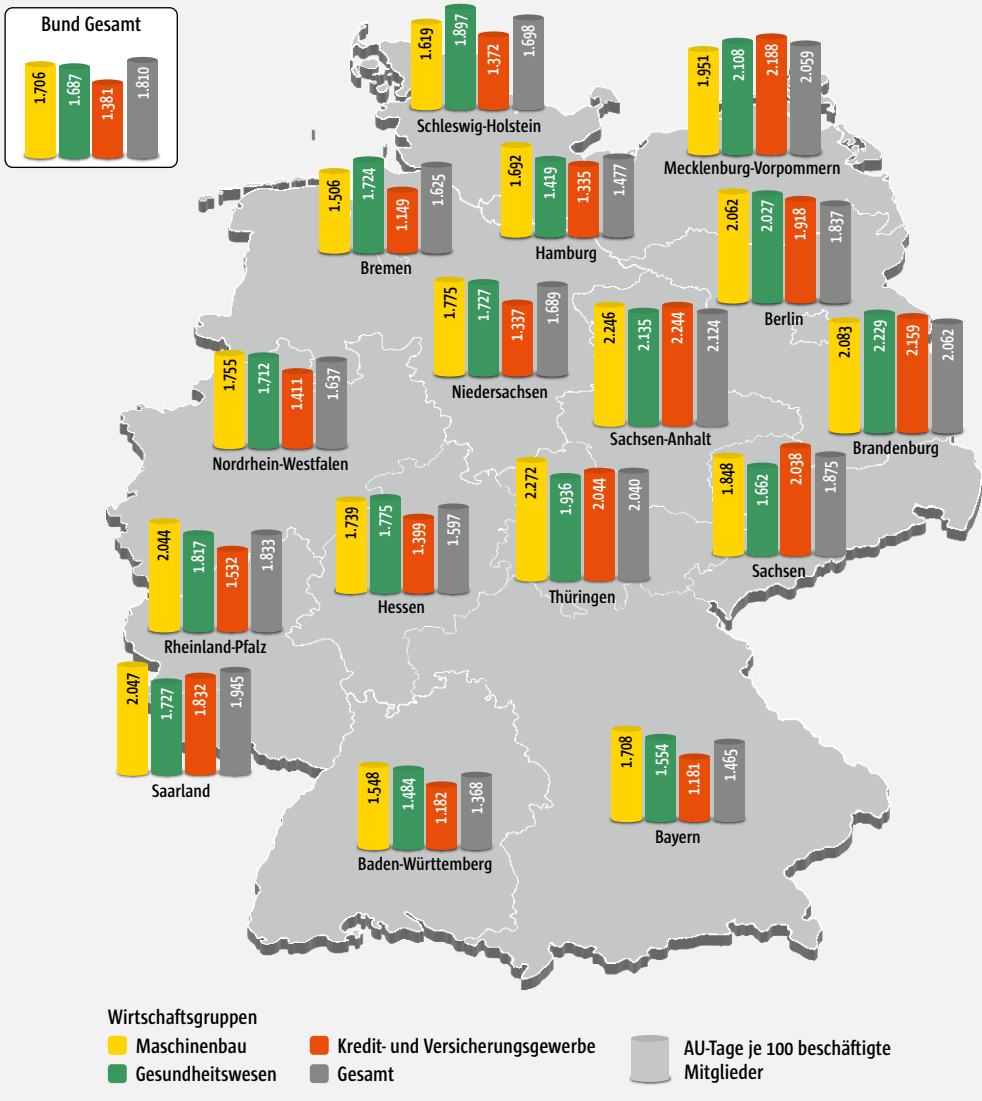 Bund Gesamt
1.706 1.687 1.381 1.810
1.619 1.897 1.372 1.698
Schleswig-Holstein
1.951 2.108 2.188 2.059
Mecklenburg-Vorpommern
1.506 1.724 1.149 1.625
Bremen
1.692 1.419 1.335 1.477
Hamburg
2.062 2.027 1.918 1.837
Berlin
1.775 1.727 1.337 1.689
Niedersachsen
2.246 2.135 2.244 2.124
Sachsen-Anhalt
2.083 2.229 2.159 2.062
Brandenburg
1.755 1.712 1.411 1.637
Nordrhein-Westfalen
1.739 1.775 1.399 1.597
Hessen
2.272 1.936 2.044 2.040
Thüringen
1.848 1.662 2.038 1.875
Sachsen
2.044 1.817 1.532 1.833
Rheinland-Pfalz
2.047 1.727 1.832 1.945
Saarland
1.548 1.484 1.182 1.368
Baden-Württemberg
1.708 1.554 1.181 1.465
Bayern
Wirtschaftsgruppen
Maschinenbau
Gesundheitswesen
Kredit- und Versicherungsgewerbe
Gesamt
AU-Tage je 100 beschäftigte
Mitglieder